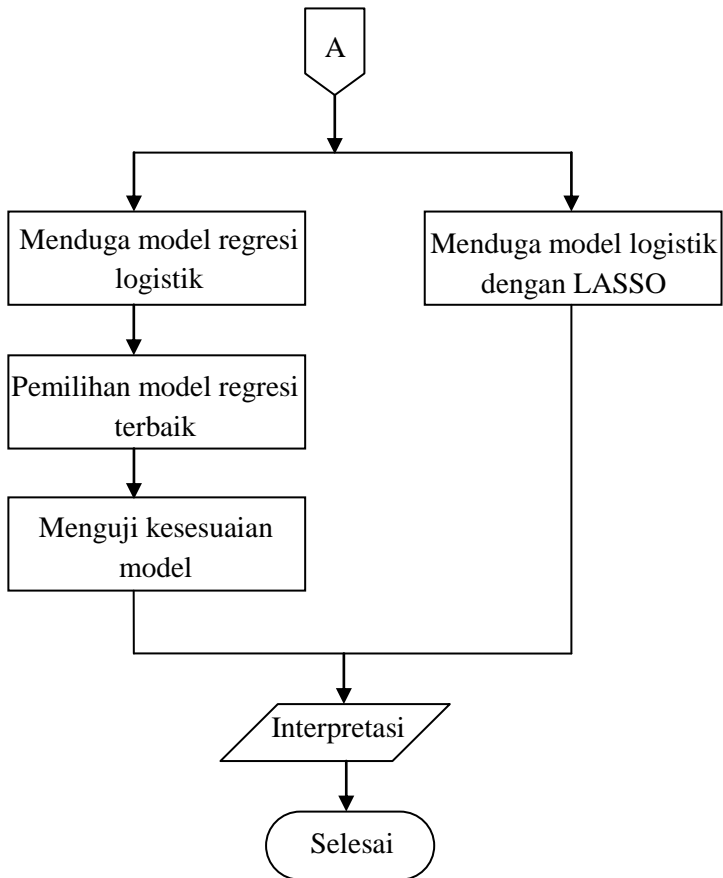 A
Menduga model regresi
logistik
Menduga model logistik
dengan LASSO
Pemilihan model regresi
terbaik
Menguji kesesuaian
model
Interpretasi
Selesai